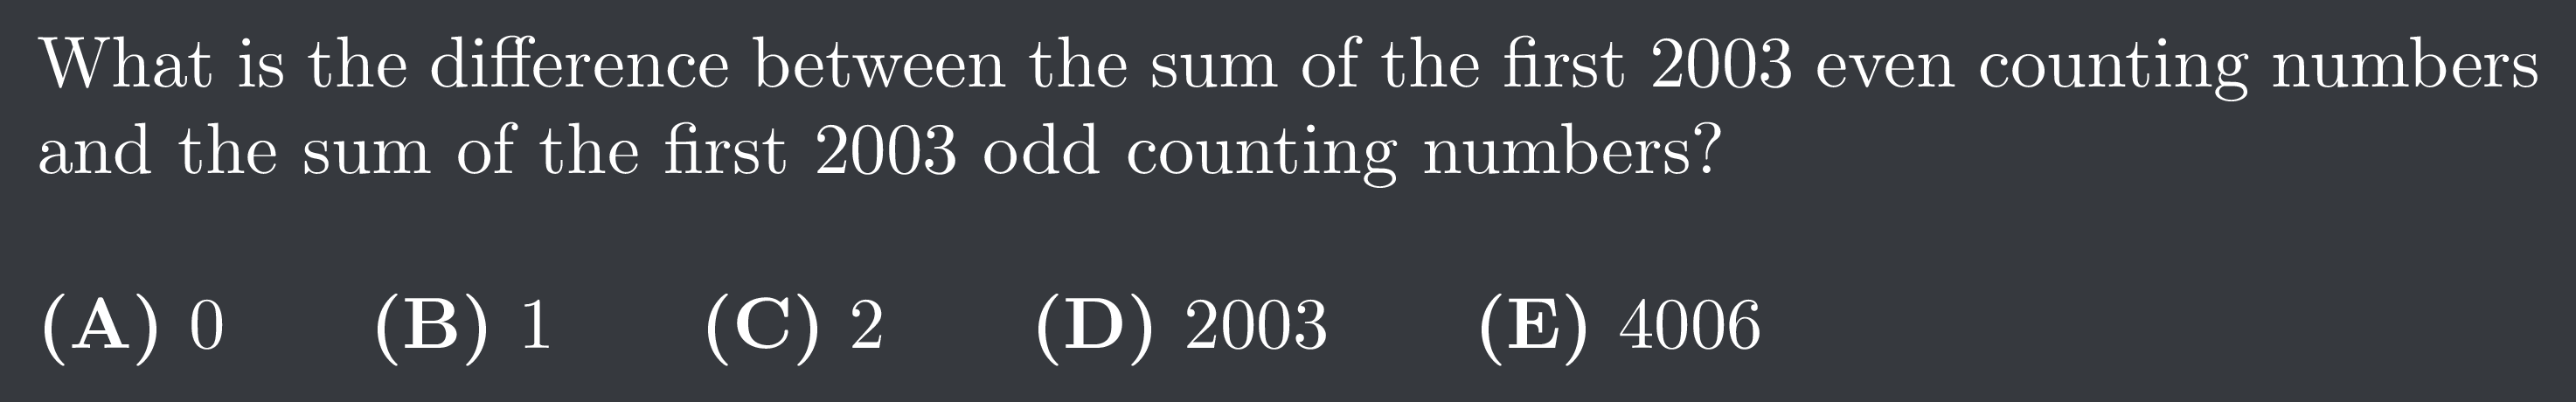 What is the difference between the sum of the first 2003 even counting numbers
and the sum of the first 2003 odd counting numbers?
(A) 0 (B) 1 (C) 2 (D) 2003 (E) 4006